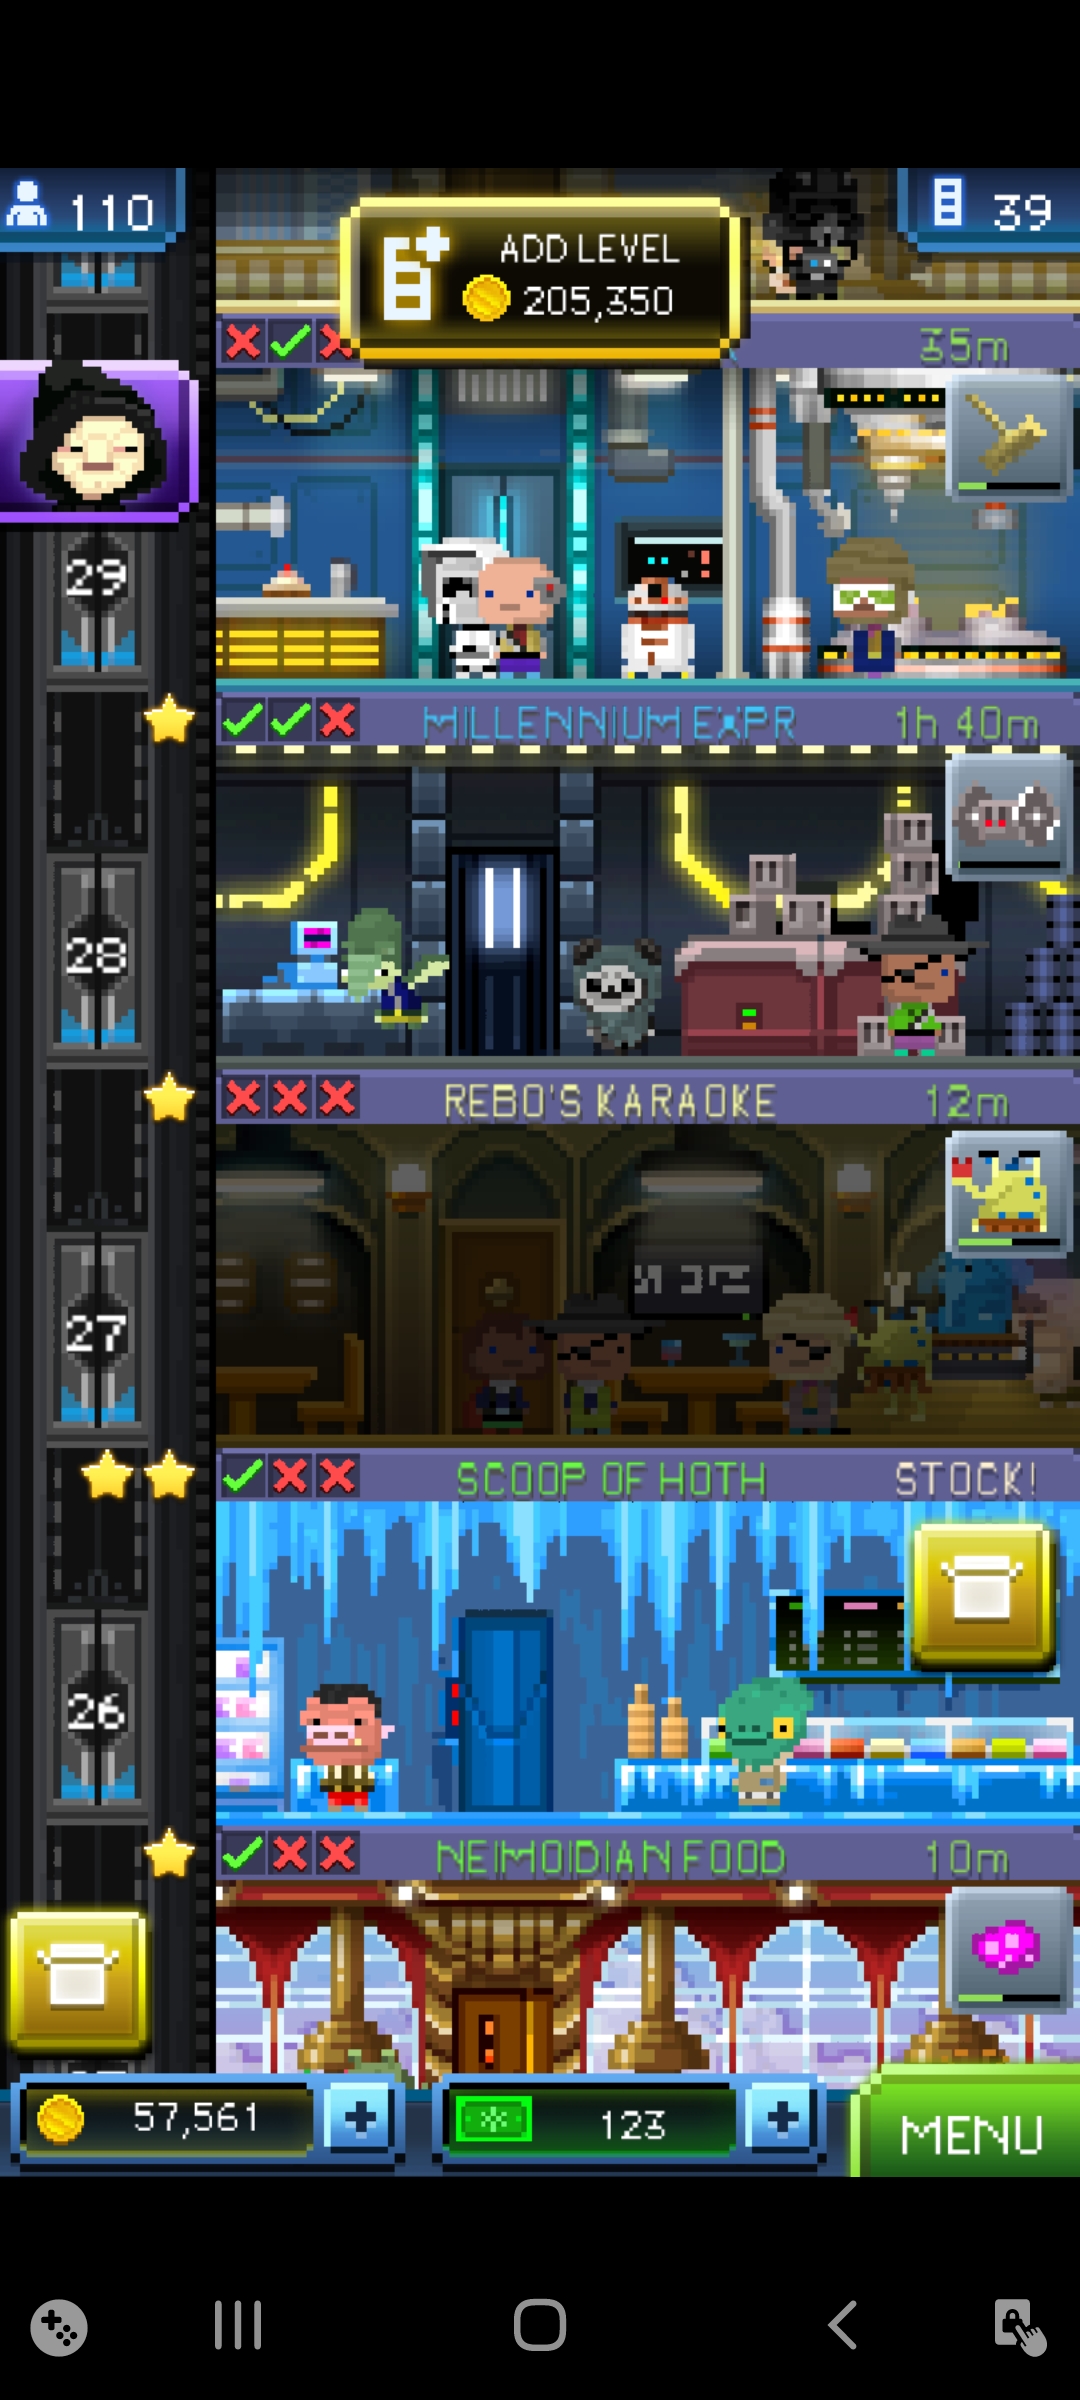 110
39
ADD LEVEL
205,350
35m
29
MILLENNIUM EXPR 1h 40m
28
REBO'S KARAOKE 12m
27
SCOOP OF HOTH STOCK!
26
NEIMOIDIAN FOOD 10m
57,561 + 123 + MENU